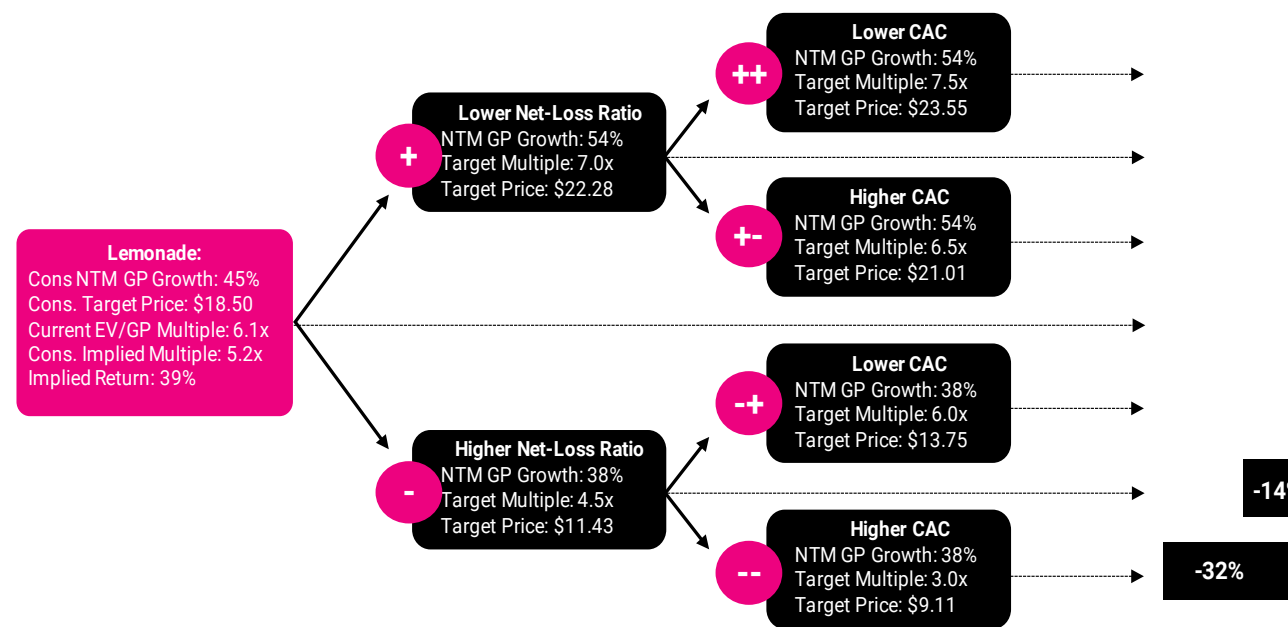 Lemonade:
Cons NTM GP Growth: 45%
Cons. Target Price: $18.50
Current EV/GP Multiple: 6.1x
Cons. Implied Multiple: 5.2x
Implied Return: 39%
+
Lower Net-Loss Ratio
NTM GP Growth: 54%
Target Multiple: 7.0x
Target Price: $22.28
-
Higher Net-Loss Ratio
NTM GP Growth: 38%
Target Multiple: 4.5x
Target Price: $11.43
++
Lower CAC
NTM GP Growth: 54%
Target Multiple: 7.5x
Target Price: $23.55
+-
Higher CAC
NTM GP Growth: 54%
Target Multiple: 6.5x
Target Price: $21.01
-+
Lower CAC
NTM GP Growth: 38%
Target Multiple: 6.0x
Target Price: $13.75
--
Higher CAC
NTM GP Growth: 38%
Target Multiple: 3.0x
Target Price: $9.11
-32%